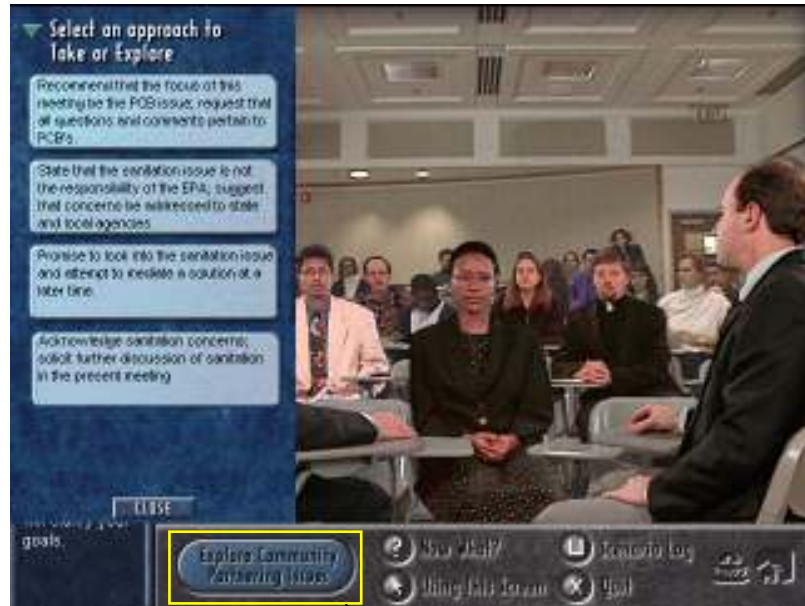 Select an approach to
Take or Explore
Recommend that the focus of this
meeting be the PCB issue; request that
all questions and comments pertain to
PCB's.
State that the sanitation issue is not
the responsibility of the EPA; suggest
that concerns be addressed to state
and local agencies
Promise to look into the sanitation issue
and attempt to mediate a solution at a
later time.
Acknowledge sanitation concerns;
solicit further discussion of sanitation
in the present meeting
CLOSE
your
goals.
Explore Community
Partnering Issues
? Now What?
Using This Screen
Scenario Log
X Quit
EXIT